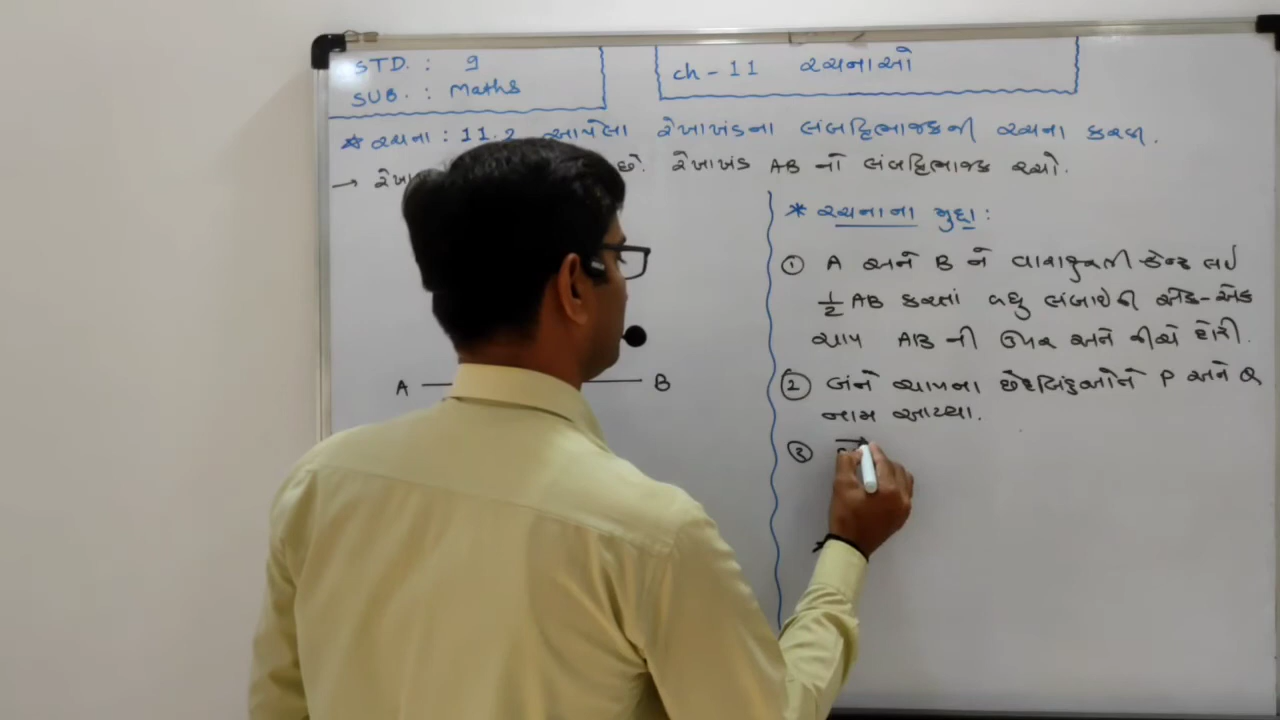 STD. : 9
SUB. : Maths
ch - 11 રચનાઓ
* રચના : 11.2 આપેલા રેખાખંડના લંબદ્વિભાજકની રચના કરવી.
→ છે. રેખાખંડ AB નો લંબદ્વિભાજક રચો.
A B
* રચનાના મુદ્દા :
① A અને B ને વારાફરતી કેન્દ્ર લઈ
1/2 AB કરતાં વધુ લંબાઈની એક-એક
ચાપ AB ની ઉપર અને નીચે દોરી.
② બંને ચાપના છેદબિંદુઓને P અને Q
નામ આપ્યા.
③